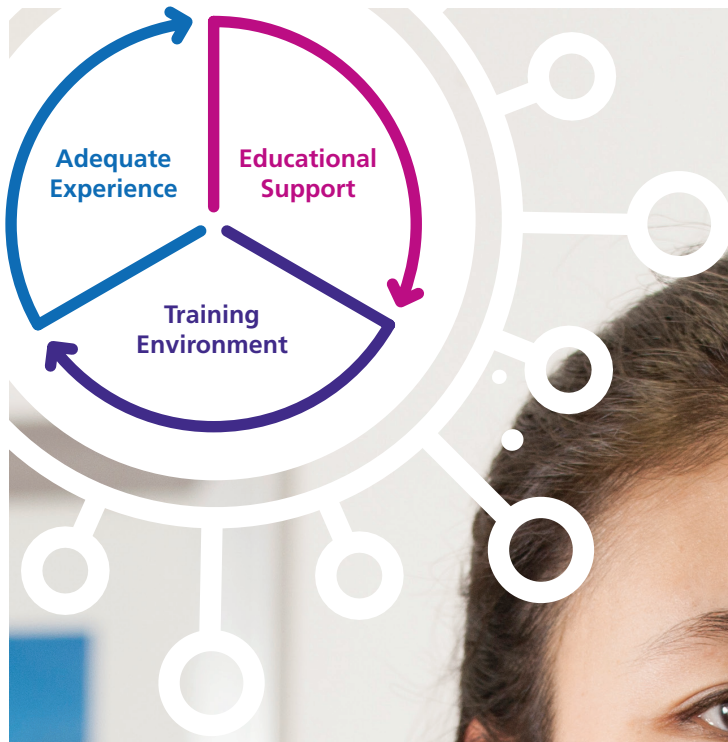 Adequate
Experience
Educational
Support
Training
Environment